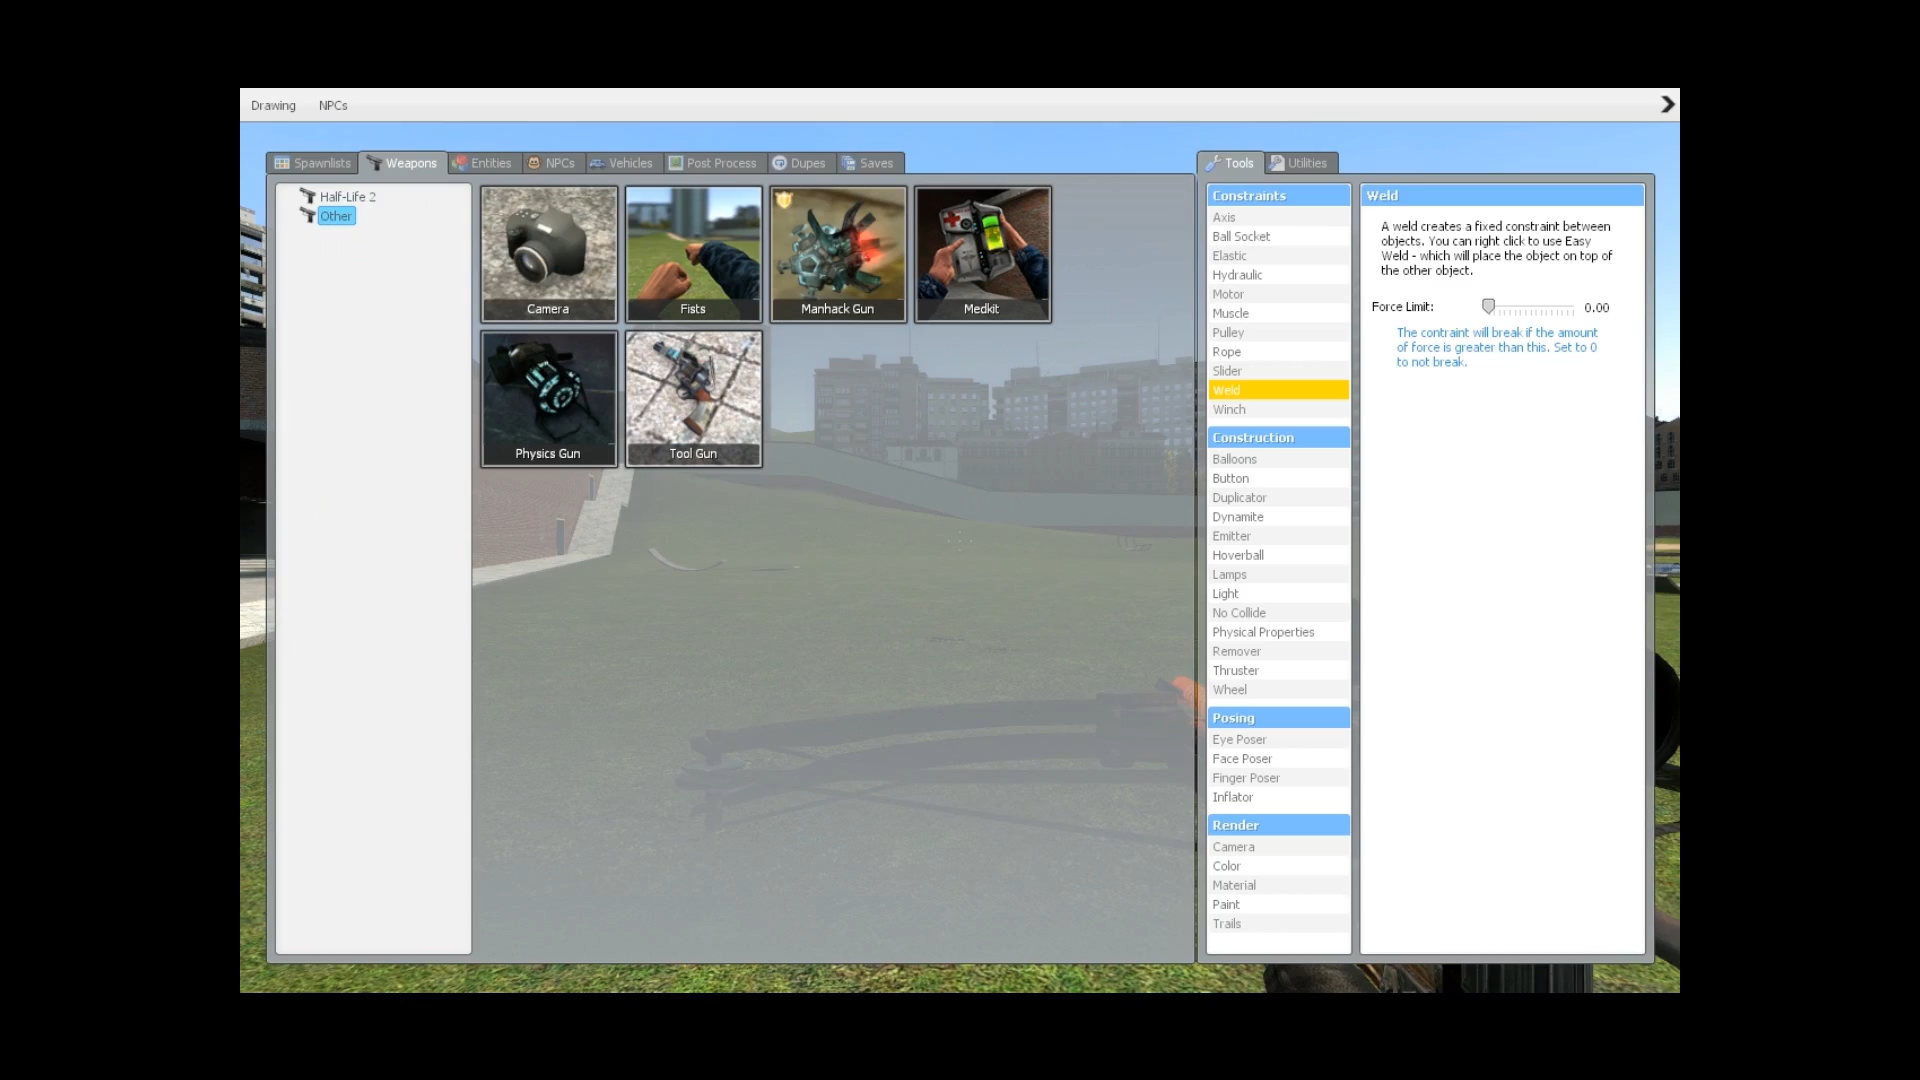 Drawing NPCs
Spawnlists Weapons Entities NPCs Vehicles Post Process Dupes Saves
Half-Life 2
Other
Camera Fists Manhack Gun Medkit
Physics Gun Tool Gun
Tools Utilities
Constraints
Axis
Ball Socket
Elastic
Hydraulic
Motor
Muscle
Pulley
Rope
Slider
Weld
Winch
Construction
Balloons
Button
Duplicator
Dynamite
Emitter
Hoverball
Lamps
Light
No Collide
Physical Properties
Remover
Thruster
Wheel
Posing
Eye Poser
Face Poser
Finger Poser
Inflator
Render
Camera
Color
Material
Paint
Trails
Weld
A weld creates a fixed constraint between
objects. You can right click to use Easy
Weld - which will place the object on top of
the other object.
Force Limit: 0.00
The contraint will break if the amount
of force is greater than this. Set to 0
to not break.